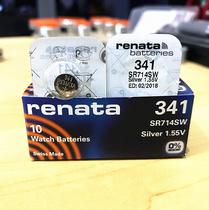 renata
batteries
341
SR714SW
Silver 1.55V
ED: 02/2018
renata
341
SR714SW
Silver 1.55V
10
Watch Batteries
Swiss Made
0%